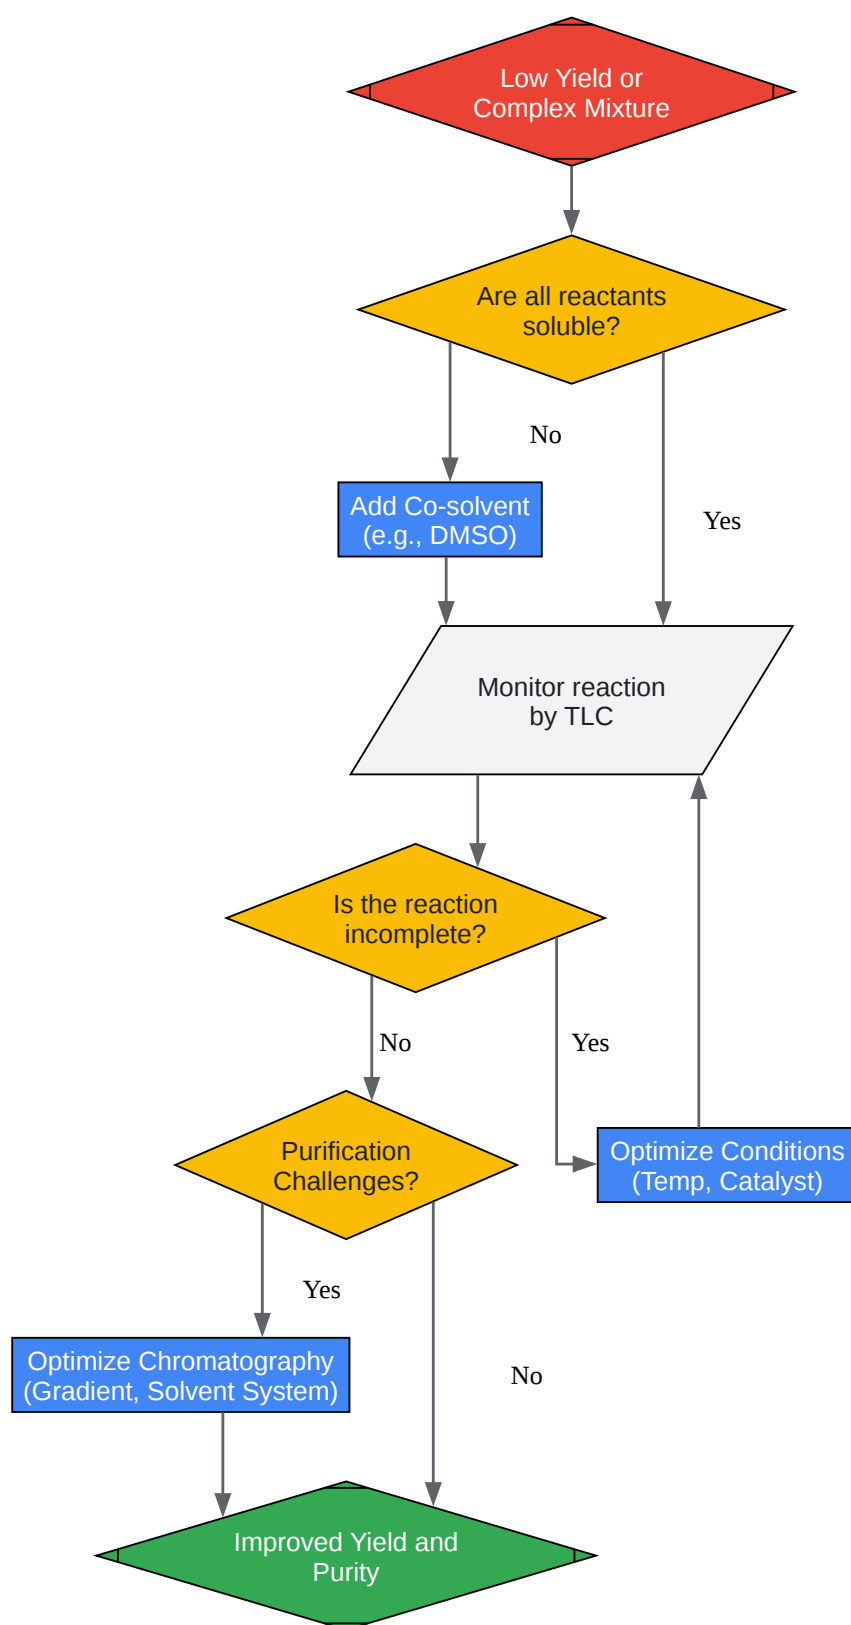 Low Yield or
Complex Mixture
Are all reactants
soluble?
No
Add Co-solvent
(e.g., DMSO)
Yes
Monitor reaction
by TLC
Is the reaction
incomplete?
No
Yes
Purification
Challenges?
Optimize Conditions
(Temp, Catalyst)
Yes
Optimize Chromatography
(Gradient, Solvent System)
No
Improved Yield and
Purity